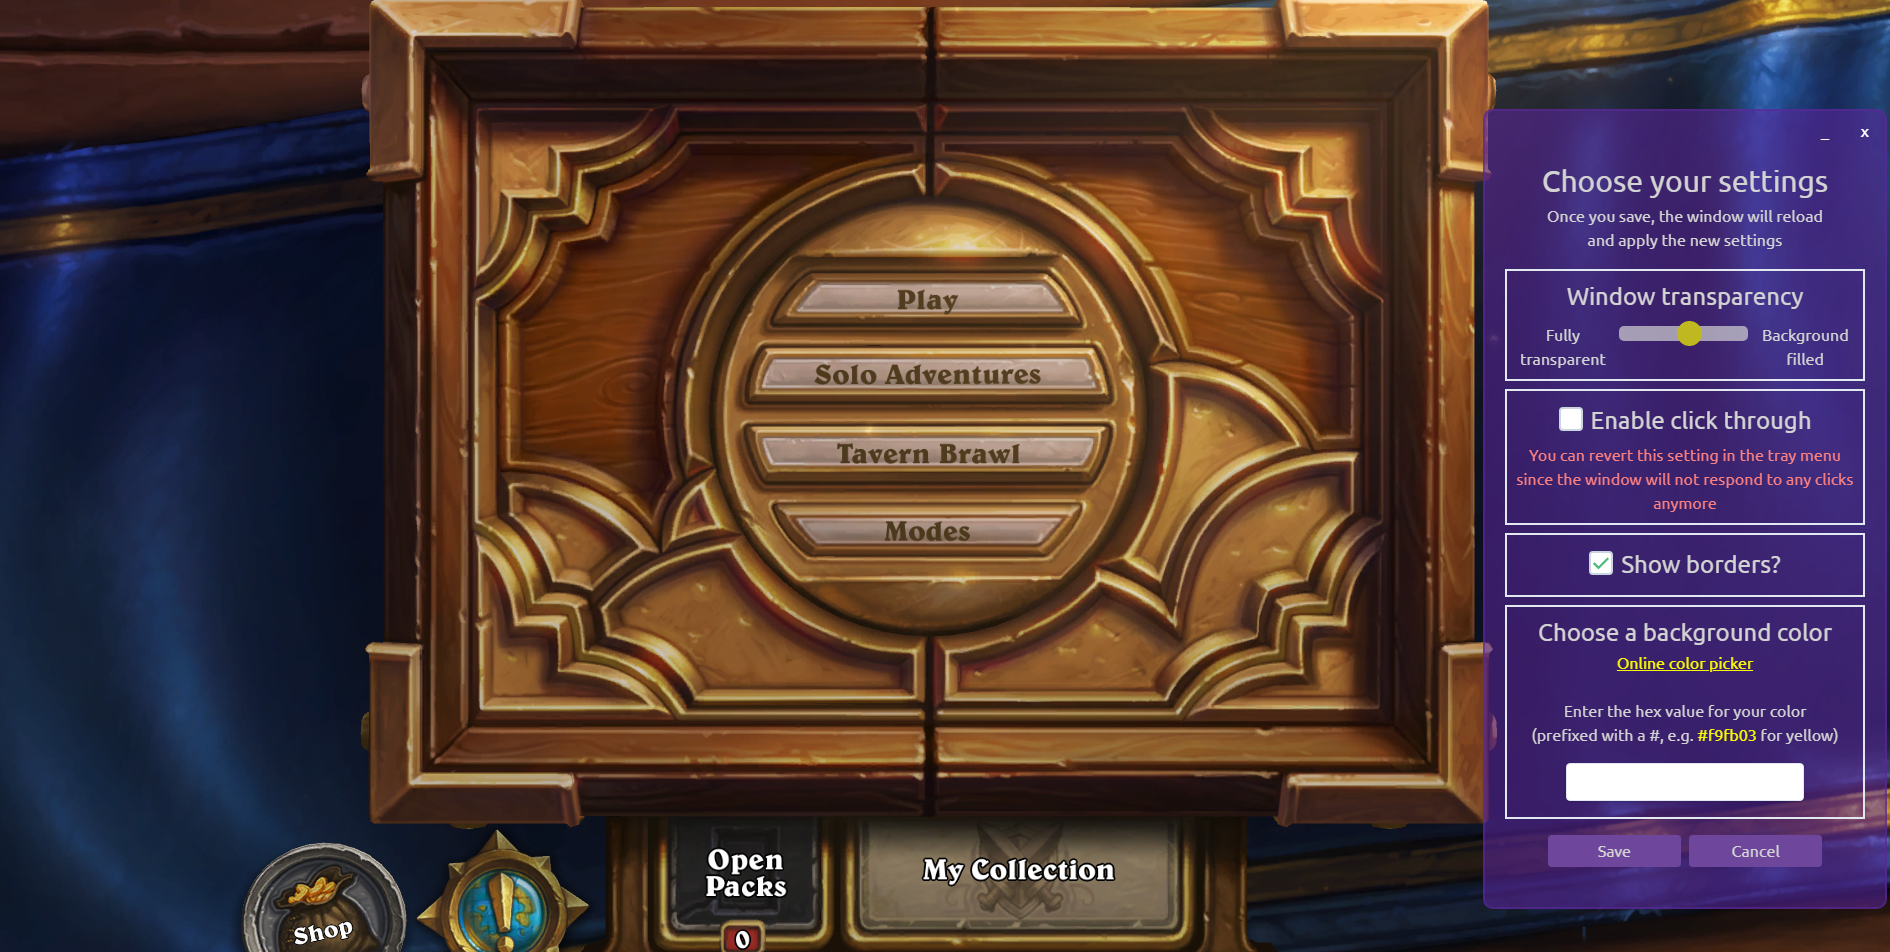 Play
Solo Adventures
Tavern Brawl
Modes
Shop
Open
Packs
0
My Collection
_ x
Choose your settings
Once you save, the window will reload
and apply the new settings
Window transparency
Fully
transparent
Background
filled
Enable click through
You can revert this setting in the tray menu
since the window will not respond to any clicks
anymore
Show borders?
Choose a background color
Online color picker
Enter the hex value for your color
(prefixed with a #, e.g. #f9fb03 for yellow)
Save
Cancel